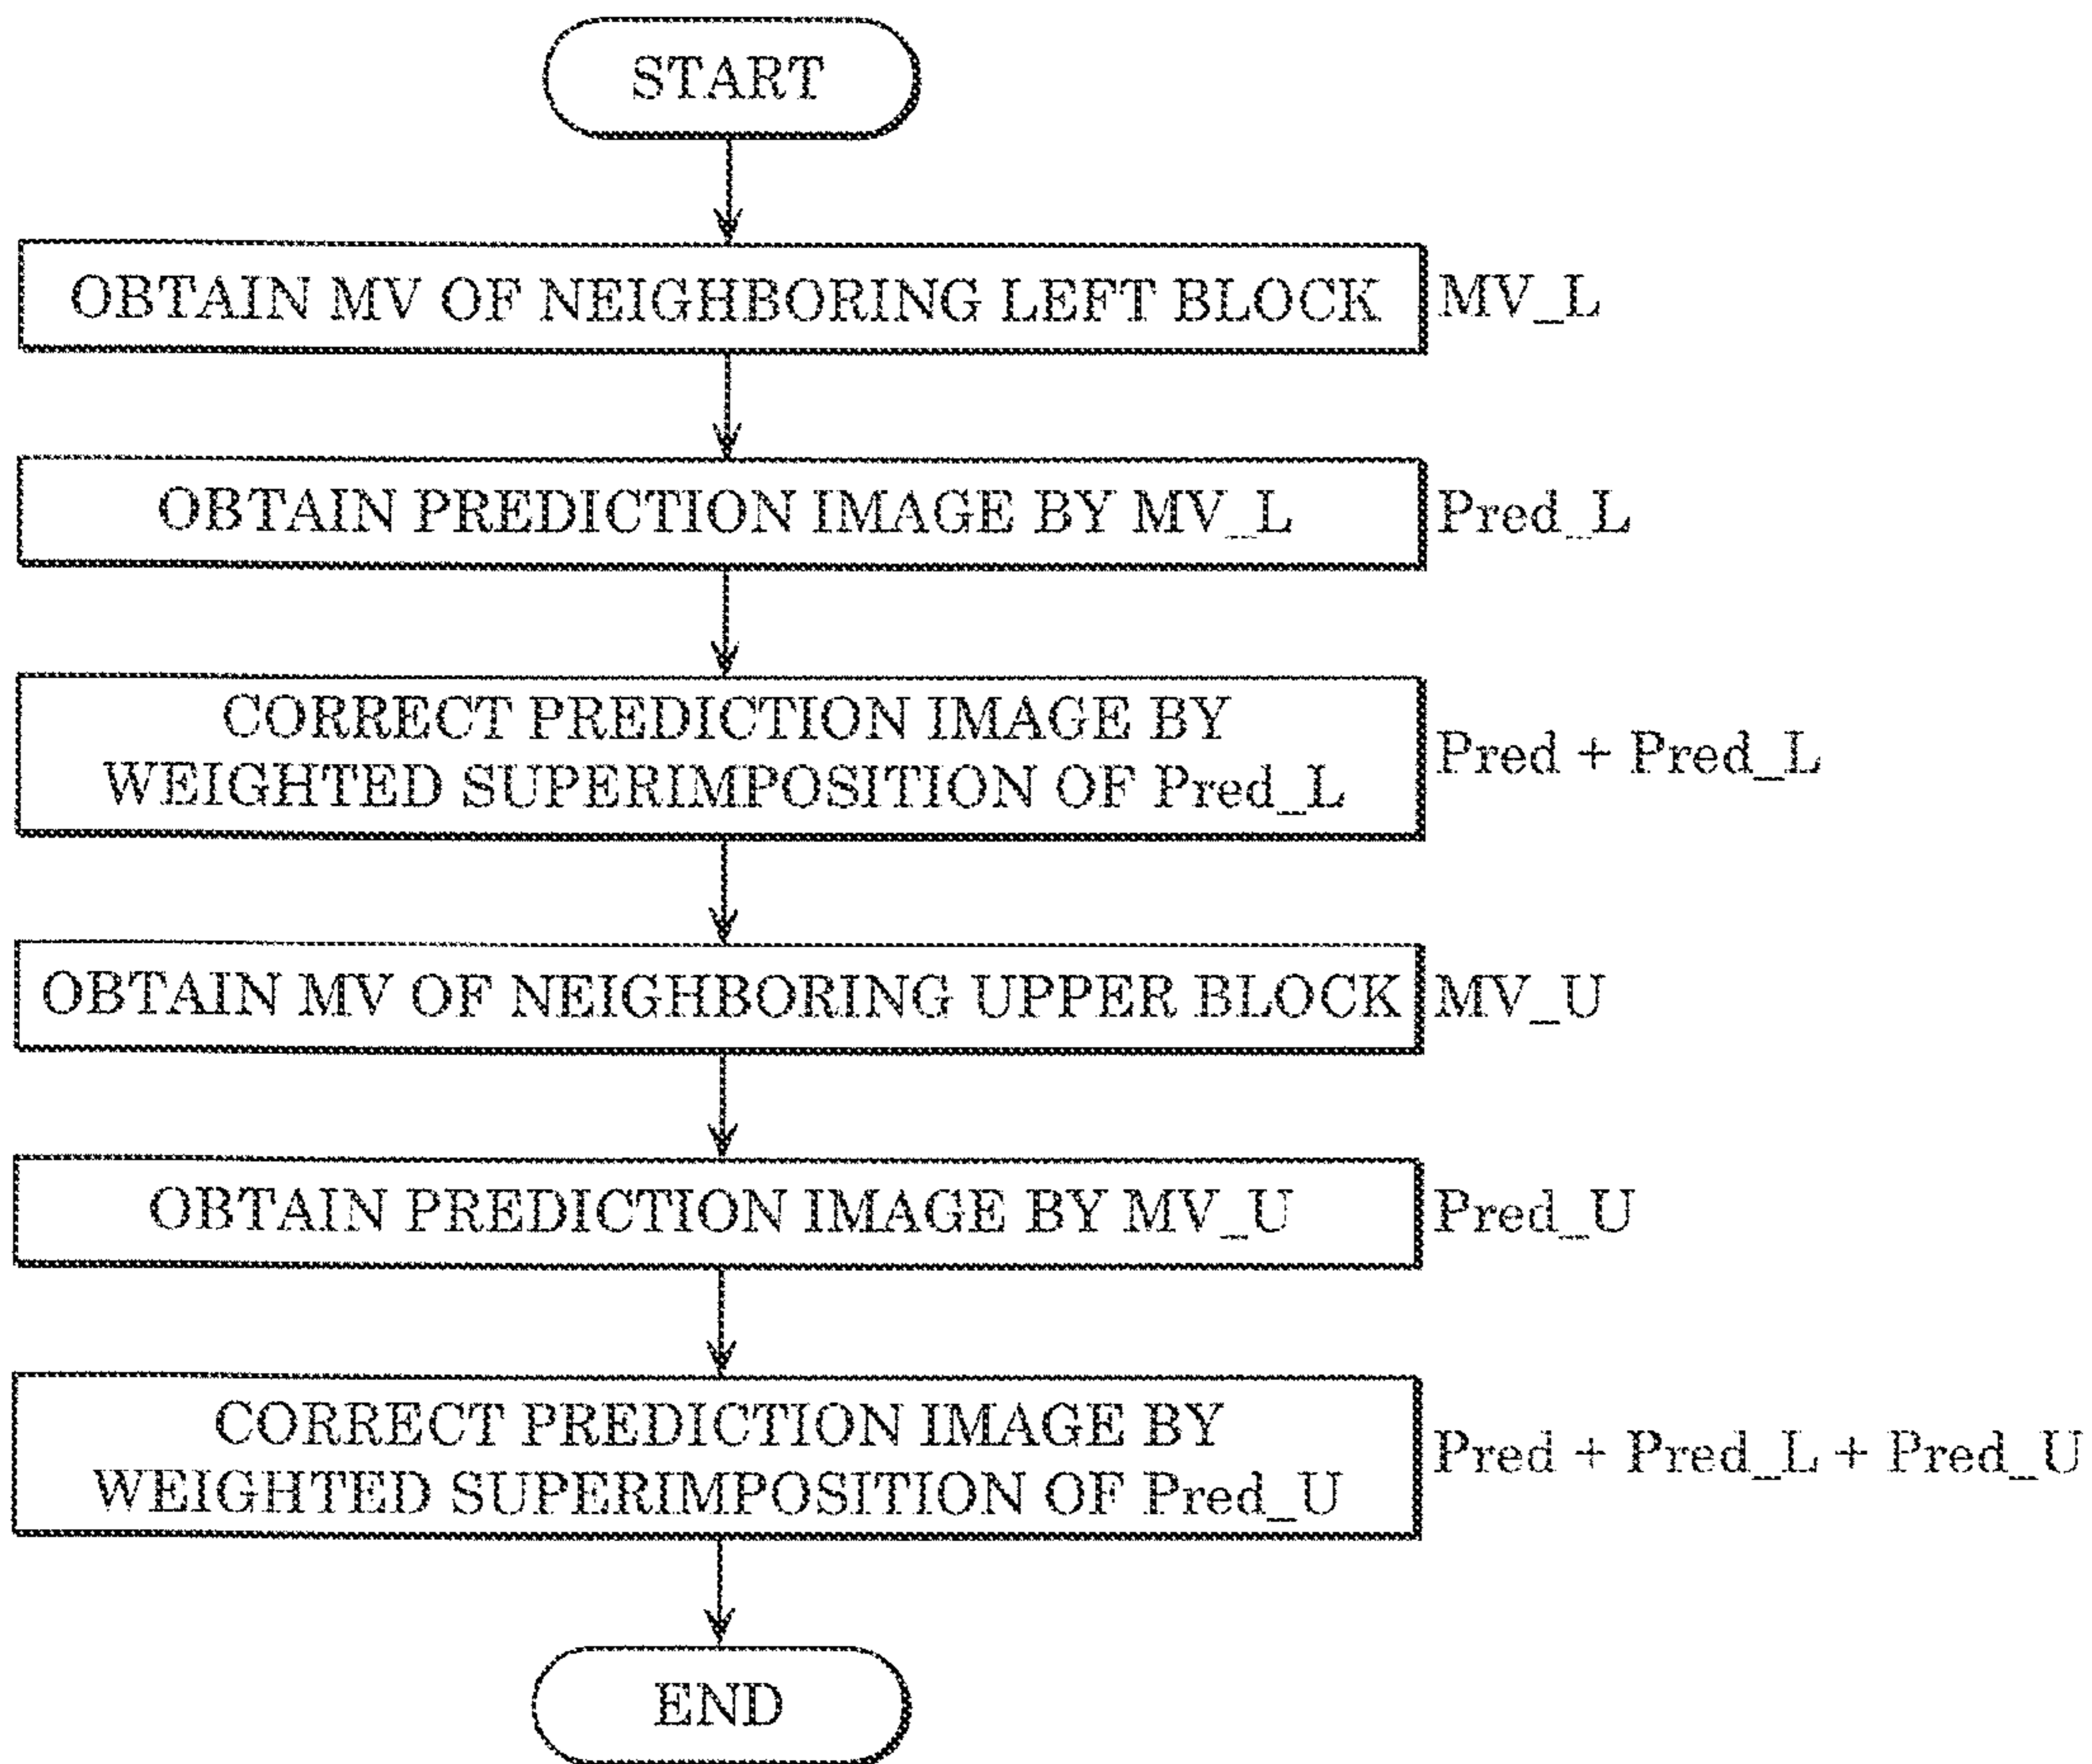 START
OBTAIN MV OF NEIGHBORING LEFT BLOCK MV_L
OBTAIN PREDICTION IMAGE BY MV_L Pred_L
CORRECT PREDICTION IMAGE BY
WEIGHTED SUPERIMPOSITION OF Pred_L
Pred + Pred_L
OBTAIN MV OF NEIGHBORING UPPER BLOCK MV_U
OBTAIN PREDICTION IMAGE BY MV_U Pred_U
CORRECT PREDICTION IMAGE BY
WEIGHTED SUPERIMPOSITION OF Pred_U
Pred + Pred_L + Pred_U
END